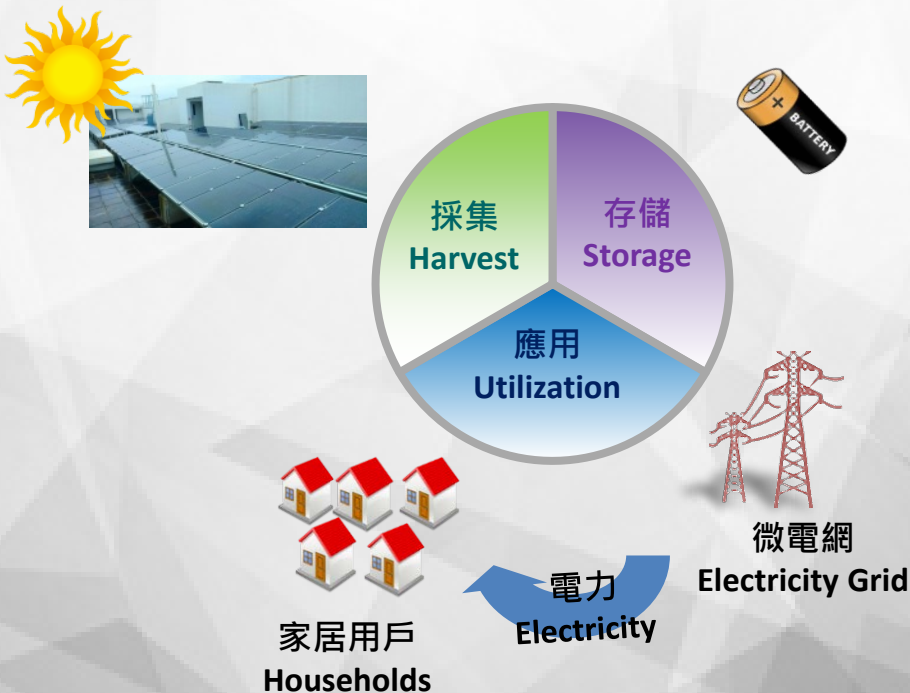 採集
Harvest
存儲
Storage
BATTERY
+
應用
Utilization
微電網
Electricity Grid
電力
Electricity
家居用戶
Households